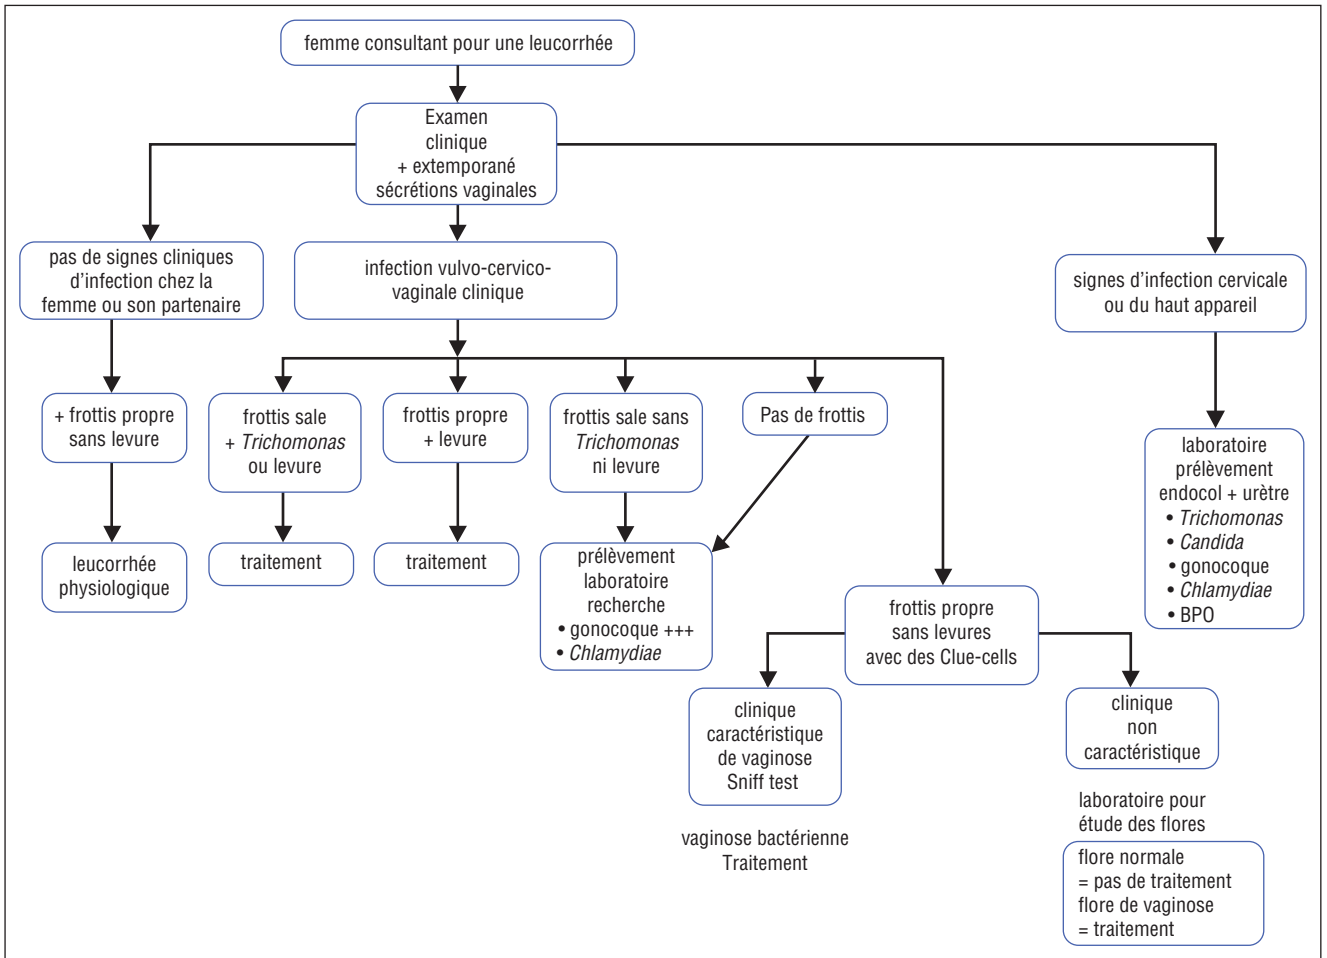 femme consultant pour une leucorrhée
Examen
clinique
+ extemporané
sécrétions vaginales
pas de signes cliniques
d'infection chez la
femme ou son partenaire
infection vulvo-cervico-
vaginale clinique
signes d'infection cervicale
ou du haut appareil
+ frottis propre
sans levure
frottis sale
+ Trichomonas
ou levure
frottis propre
+ levure
frottis sale sans
Trichomonas
ni levure
Pas de frottis
laboratoire
prélèvement
endocol + urètre
• Trichomonas
• Candida
• gonocoque
• Chlamydiae
• BPO
leucorrhée
physiologique
traitement
traitement
prélèvement
laboratoire
recherche
• gonocoque +++
• Chlamydiae
frottis propre
sans levures
avec des Clue-cells
clinique
caractéristique
de vaginose
Sniff test
vaginose bactérienne
Traitement
clinique
non
caractéristique
laboratoire pour
étude des flores
flore normale
= pas de traitement
flore de vaginose
= traitement